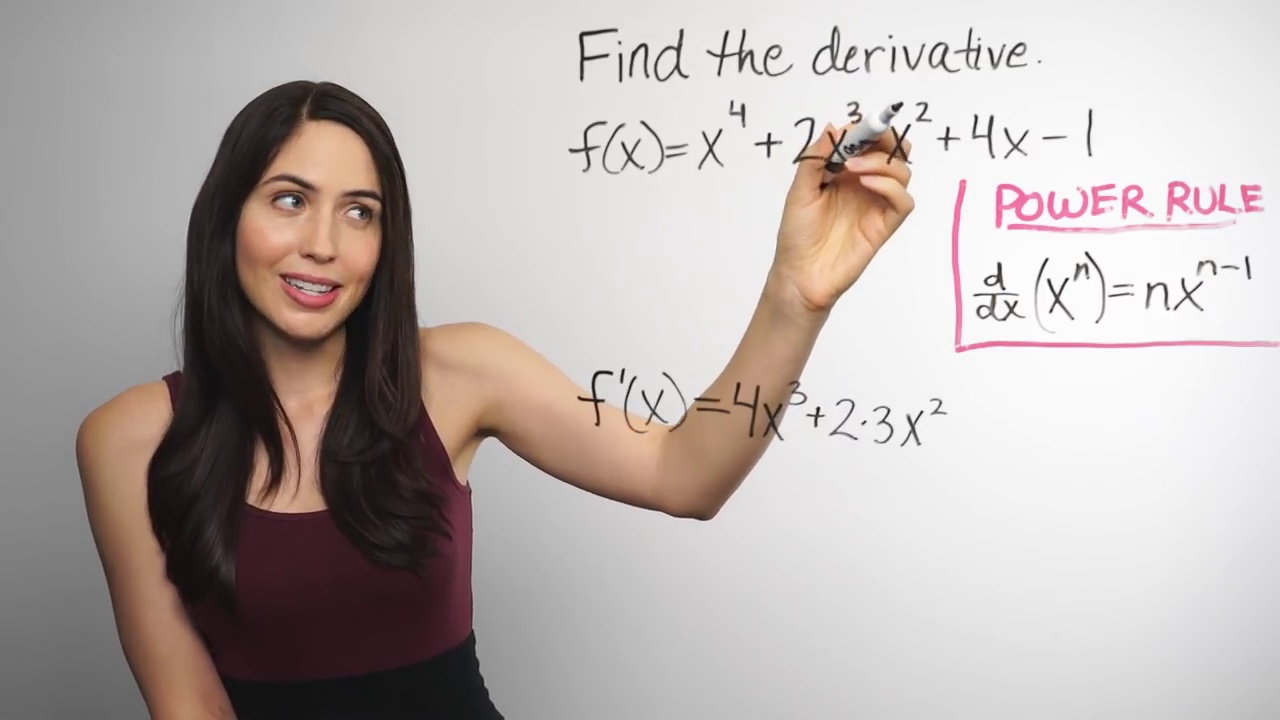 Find the derivative.
f(x) = x⁴ + 2x³ x² + 4x − 1
POWER RULE
d/dx (xⁿ) = nxⁿ⁻¹
f'(x) = 4x³ + 2·3x²